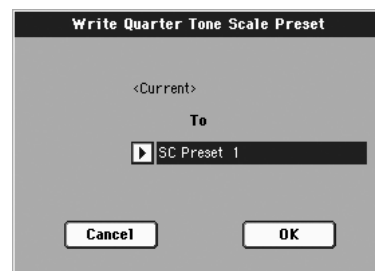 Write Quarter Tone Scale Preset
<Current>
To
SC Preset 1
Cancel
OK